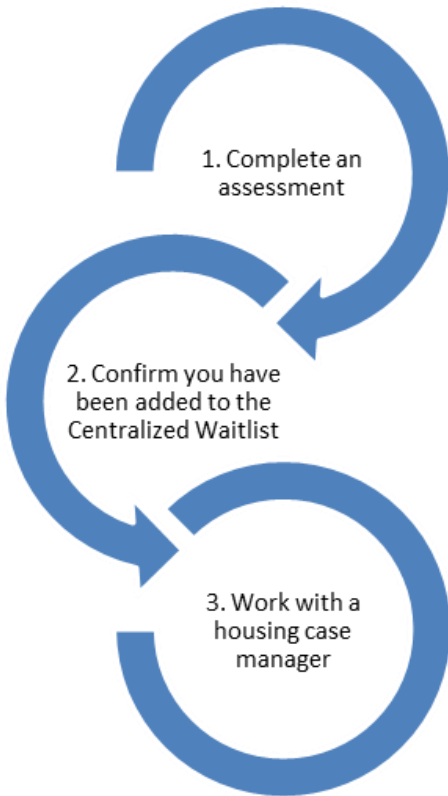 1. Complete an
assessment
2. Confirm you have
been added to the
Centralized Waitlist
3. Work with a
housing case
manager